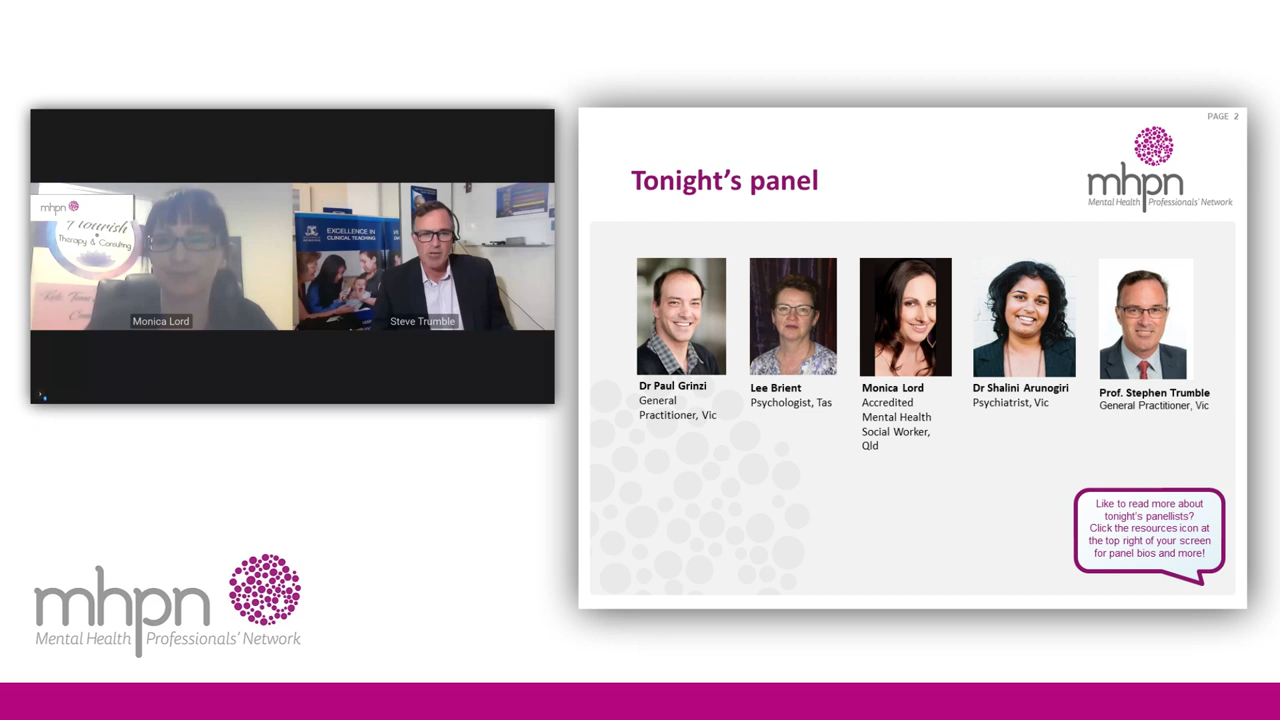 mhpn
Flourish
Therapy & Consulting
EXCELLENCE IN
CLINICAL TEACHING
Monica Lord
Steve Trumble
mhpn
Mental Health Professionals' Network
PAGE 2
Tonight's panel
mhpn
Mental Health Professionals' Network
Dr Paul Grinzi
General
Practitioner, Vic
Lee Brient
Psychologist, Tas
Monica Lord
Accredited
Mental Health
Social Worker,
Qld
Dr Shalini Arunogiri
Psychiatrist, Vic
Prof. Stephen Trumble
General Practitioner, Vic
Like to read more about
tonight's panellists?
Click the resources icon at
the top right of your screen
for panel bios and more!